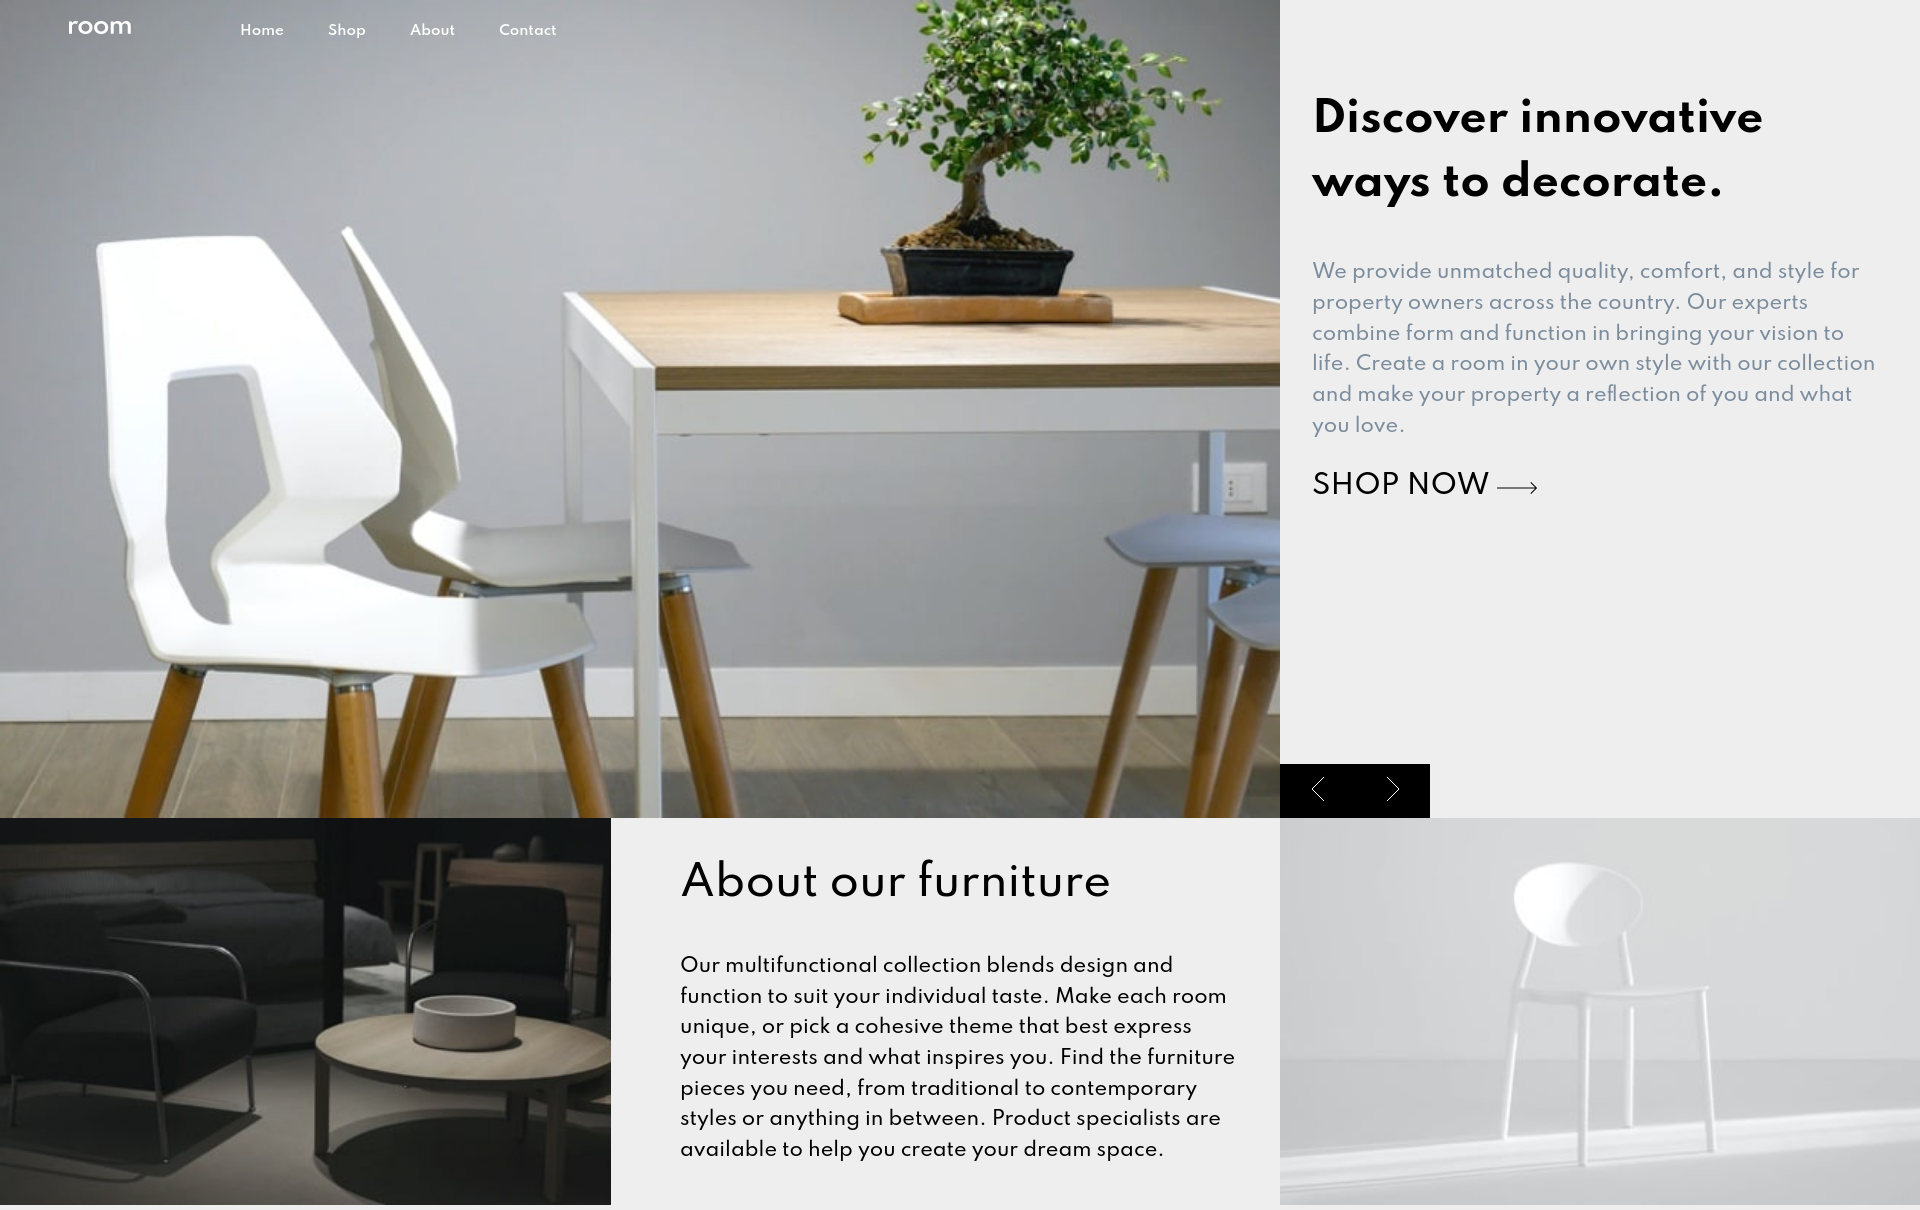 room
Home
Shop
About
Contact
Discover innovative
ways to decorate.
We provide unmatched quality, comfort, and style for
property owners across the country. Our experts
combine form and function in bringing your vision to
life. Create a room in your own style with our collection
and make your property a reflection of you and what
you love.
SHOP NOW
About our furniture
Our multifunctional collection blends design and
function to suit your individual taste. Make each room
unique, or pick a cohesive theme that best express
your interests and what inspires you. Find the furniture
pieces you need, from traditional to contemporary
styles or anything in between. Product specialists are
available to help you create your dream space.